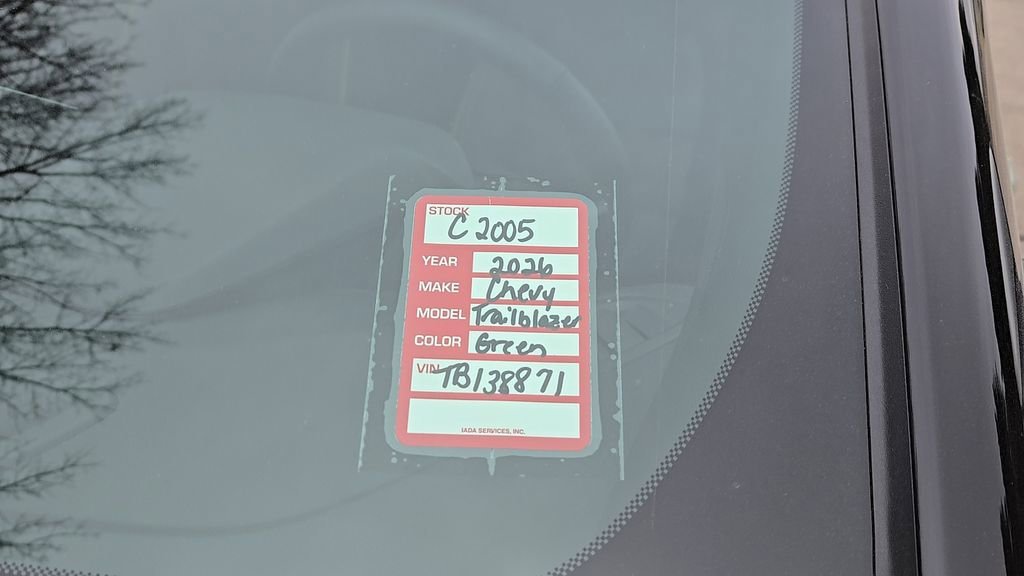 STOCK
C 2005
YEAR 2026
MAKE Chevy
MODEL Trailblazer
COLOR Green
VIN TB138871
IADA SERVICES, INC.